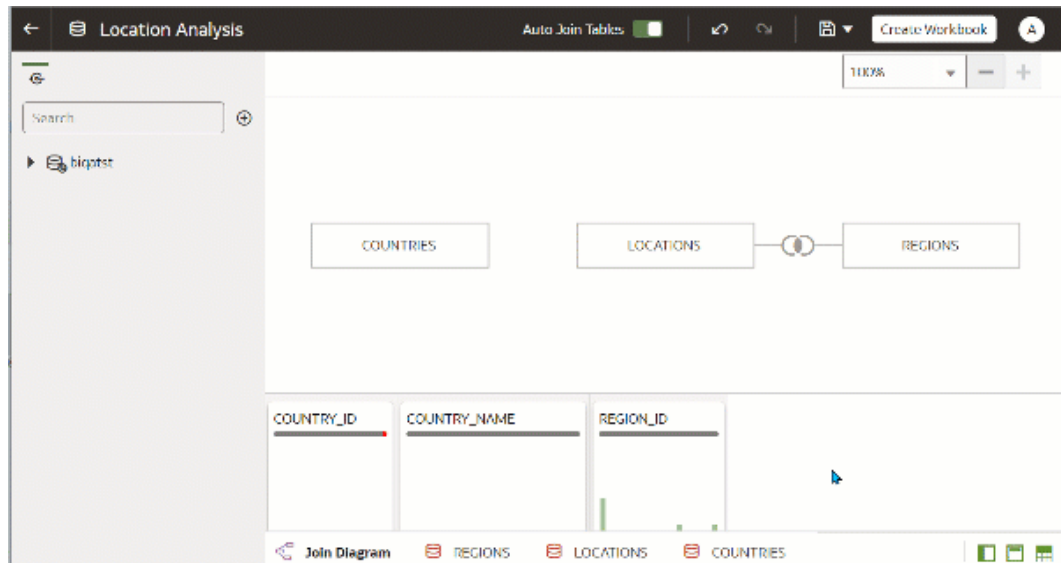 Location Analysis Auto Join Tables Create Workbook A
100%
Search
biqatst
COUNTRIES LOCATIONS REGIONS
COUNTRY_ID COUNTRY_NAME REGION_ID
Join Diagram REGIONS LOCATIONS COUNTRIES